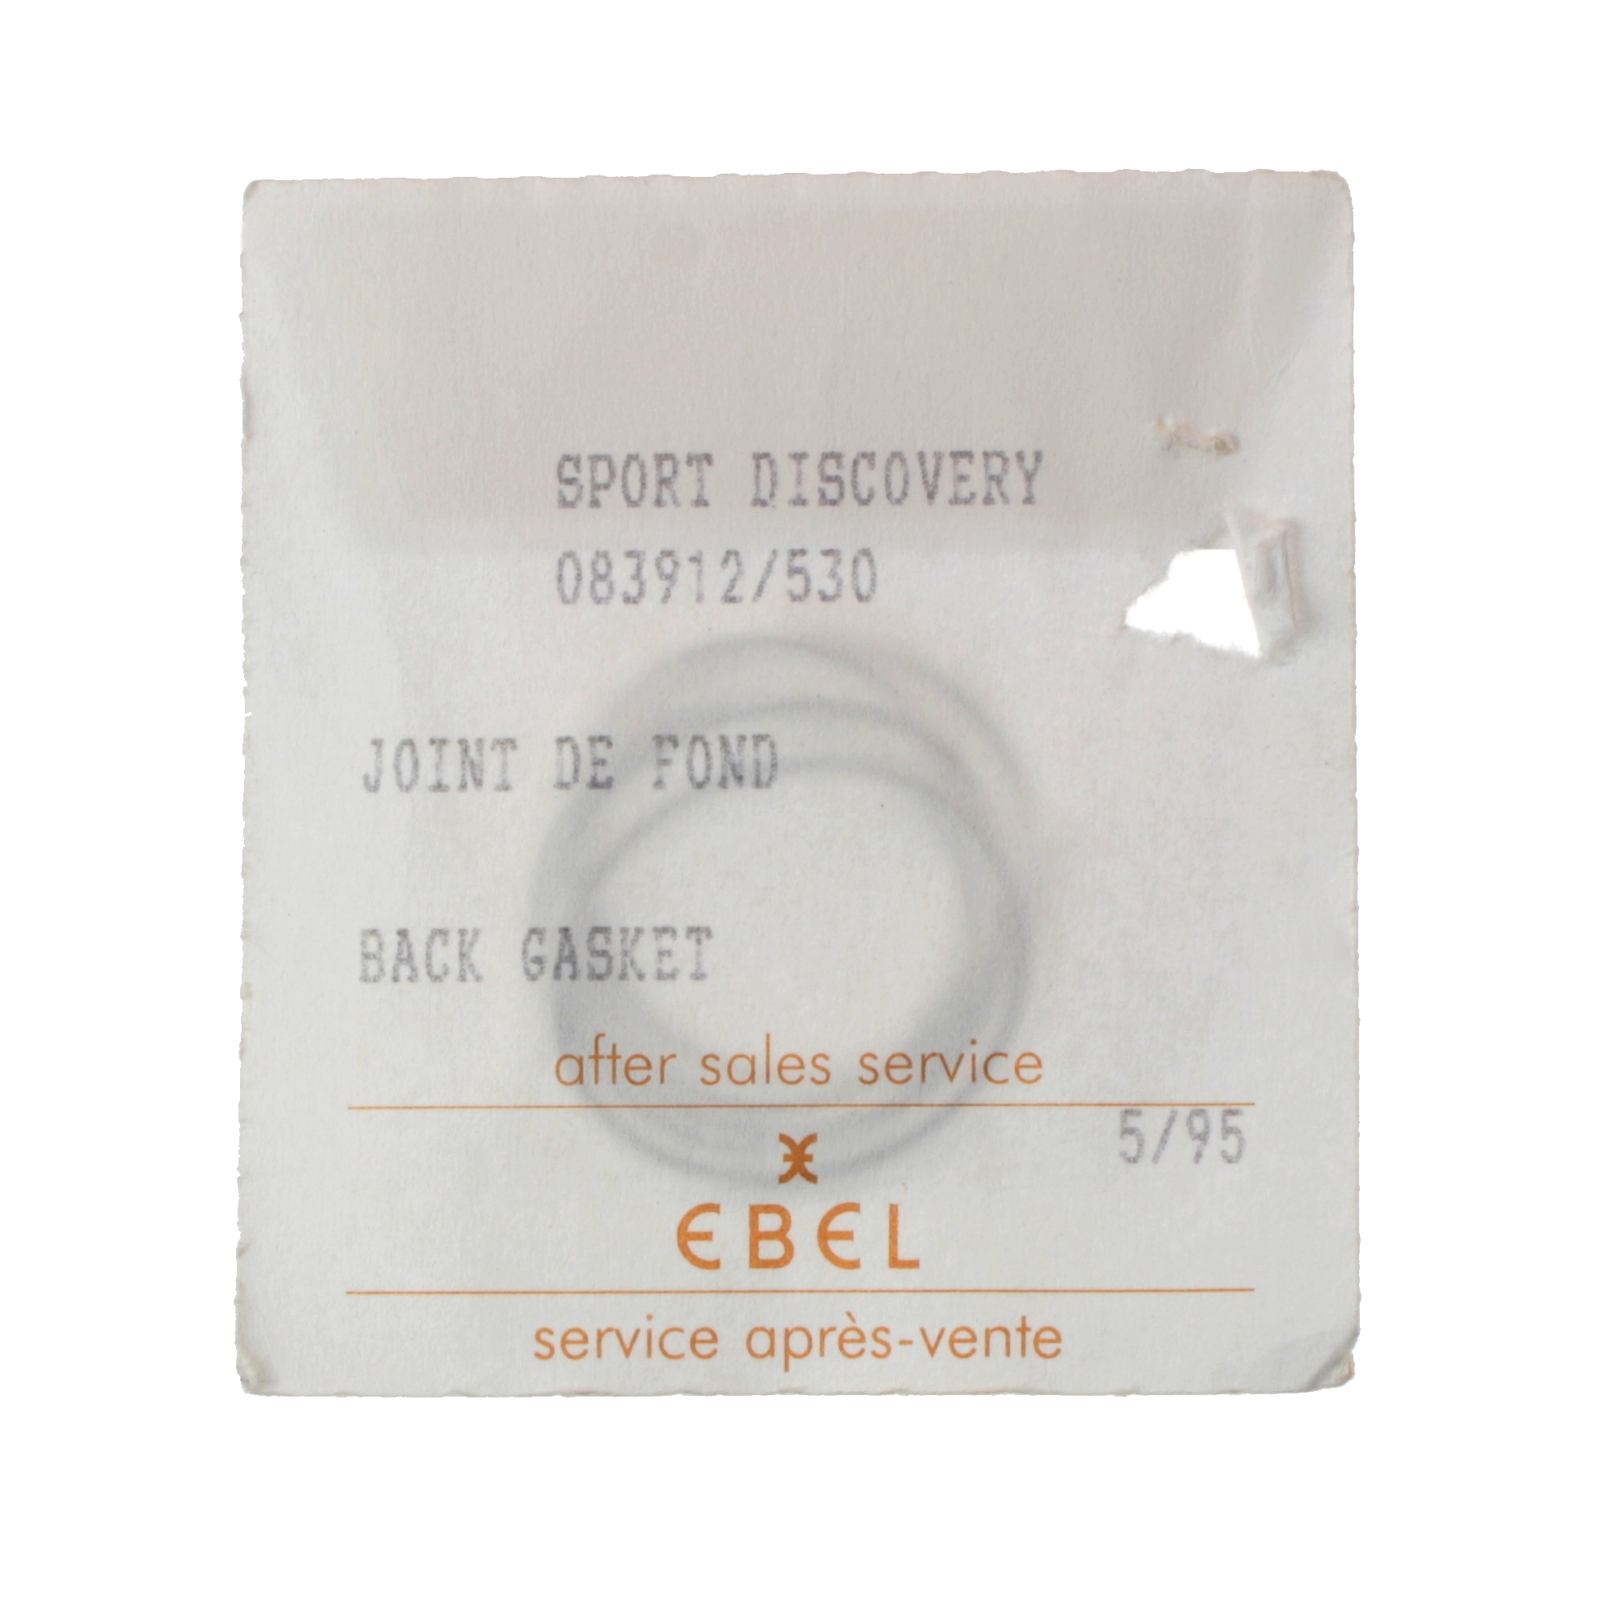 SPORT DISCOVERY
083912/530
JOINT DE FOND
BACK GASKET
after sales service
5/95
EBEL
service après-vente